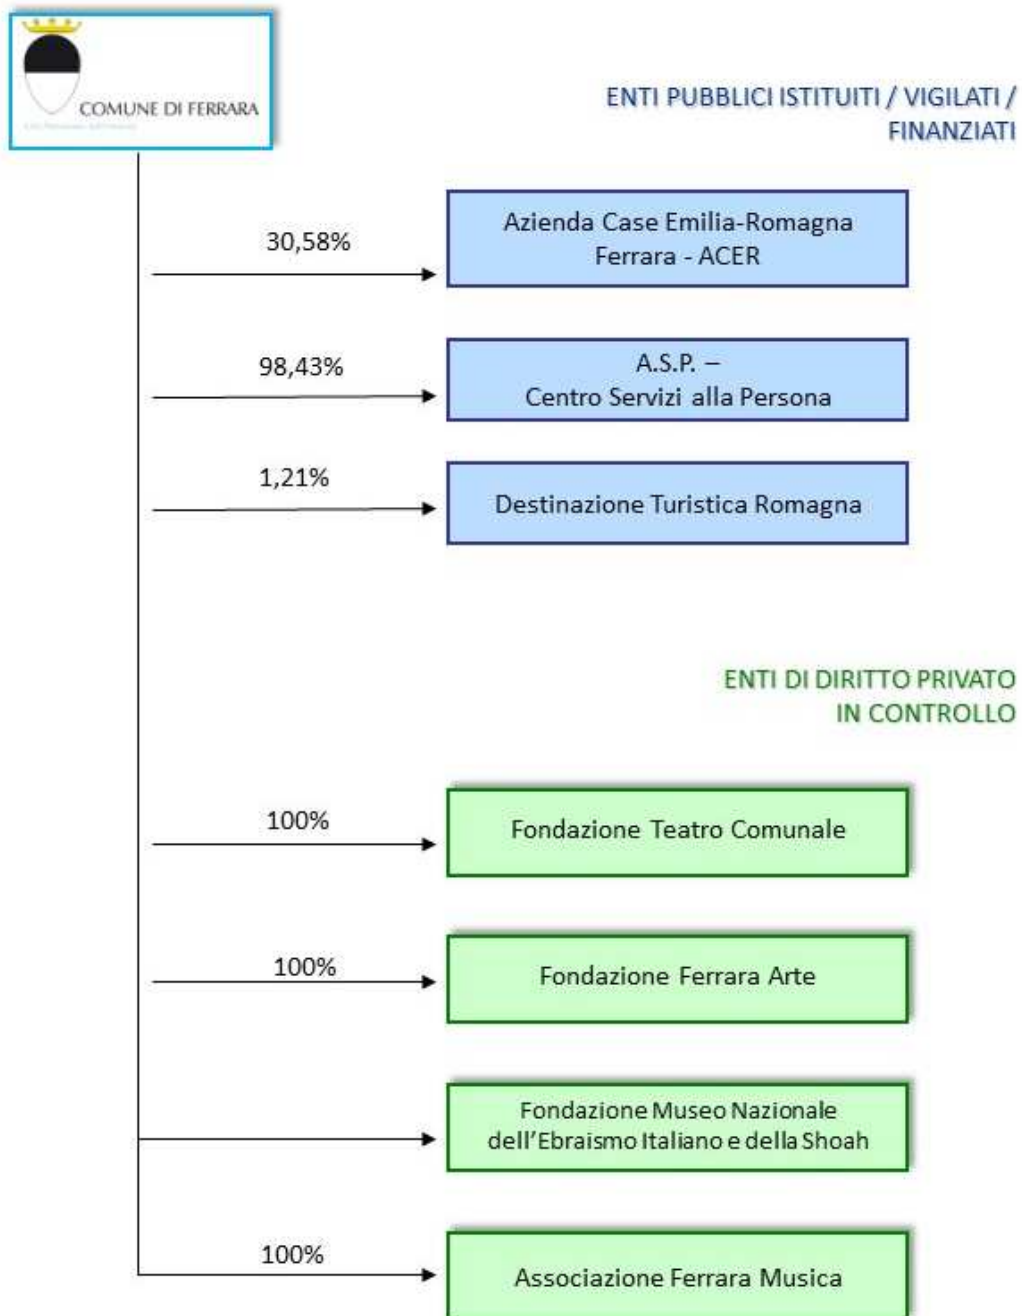 COMUNE DI FERRARA
ENTI PUBBLICI ISTITUITI / VIGILATI /
FINANZIATI
30,58%
Azienda Case Emilia-Romagna
Ferrara - ACER
98,43%
A.S.P. –
Centro Servizi alla Persona
1,21%
Destinazione Turistica Romagna
ENTI DI DIRITTO PRIVATO
IN CONTROLLO
100%
Fondazione Teatro Comunale
100%
Fondazione Ferrara Arte
Fondazione Museo Nazionale
dell'Ebraismo Italiano e della Shoah
100%
Associazione Ferrara Musica